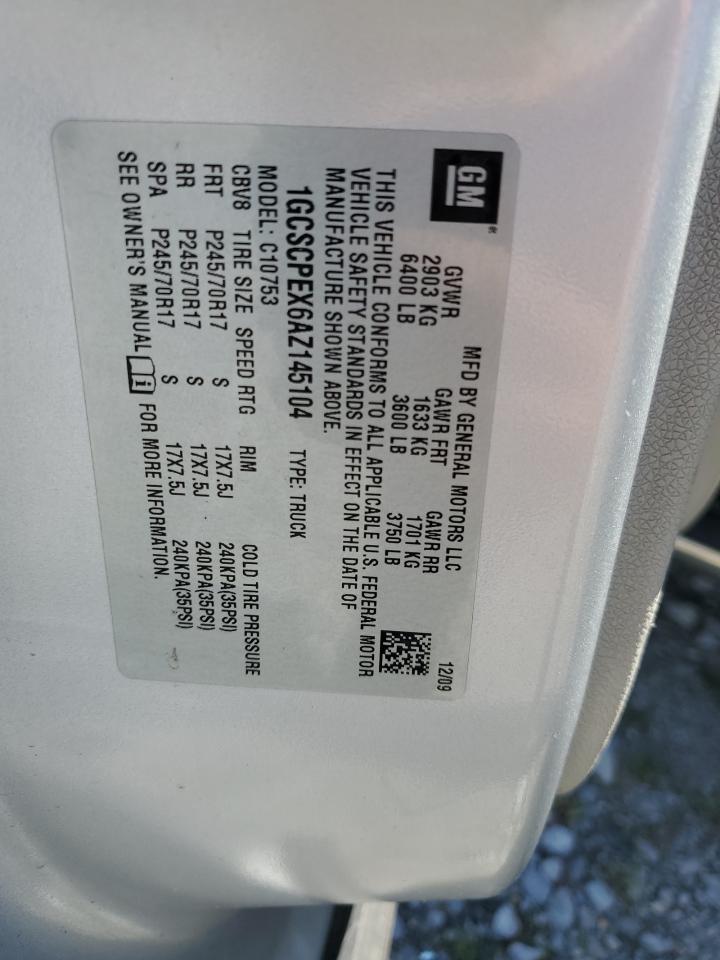 GM
MFD BY GENERAL MOTORS LLC 12/09
GVWR GAWR FRT GAWR RR
2903 KG 1633 KG 1701 KG
6400 LB 3600 LB 3750 LB
THIS VEHICLE CONFORMS TO ALL APPLICABLE U.S. FEDERAL MOTOR
VEHICLE SAFETY STANDARDS IN EFFECT ON THE DATE OF
MANUFACTURE SHOWN ABOVE.
1GCSCPEX6AZ145104 TYPE: TRUCK
MODEL: C10753
CBV8 TIRE SIZE SPEED RTG RIM COLD TIRE PRESSURE
FRT P245/70R17 S 17X7.5J 240KPA(35PSI)
RR P245/70R17 S 17X7.5J 240KPA(35PSI)
SPA P245/70R17 S 17X7.5J 240KPA(35PSI)
SEE OWNER'S MANUAL i FOR MORE INFORMATION.